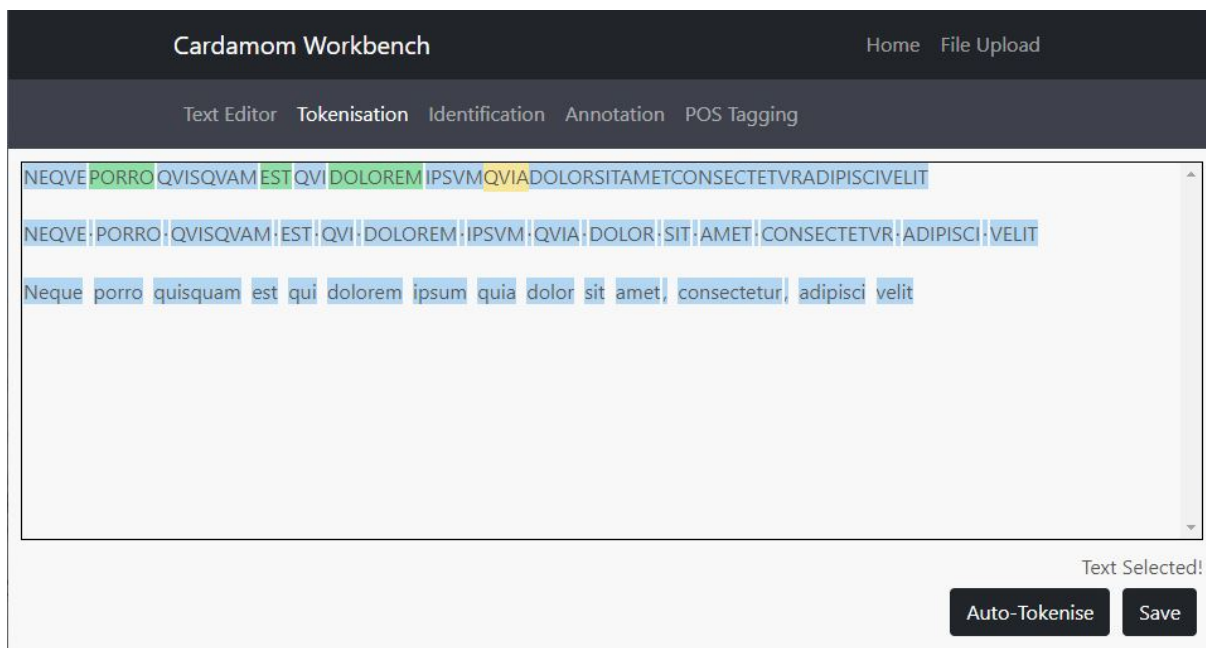 Cardamom Workbench Home File Upload
Text Editor Tokenisation Identification Annotation POS Tagging
NEQVE PORRO QVISQVAM EST QVI DOLOREM IPSVM QVIADOLORSITAMETCONSECTETVRADIPISCIVELIT
NEQVE·PORRO·QVISQVAM·EST·QVI·DOLOREM·IPSVM·QVIA·DOLOR·SIT·AMET·CONSECTETVR·ADIPISCI·VELIT
Neque porro quisquam est qui dolorem ipsum quia dolor sit amet, consectetur, adipisci velit
Text Selected!
Auto-Tokenise Save